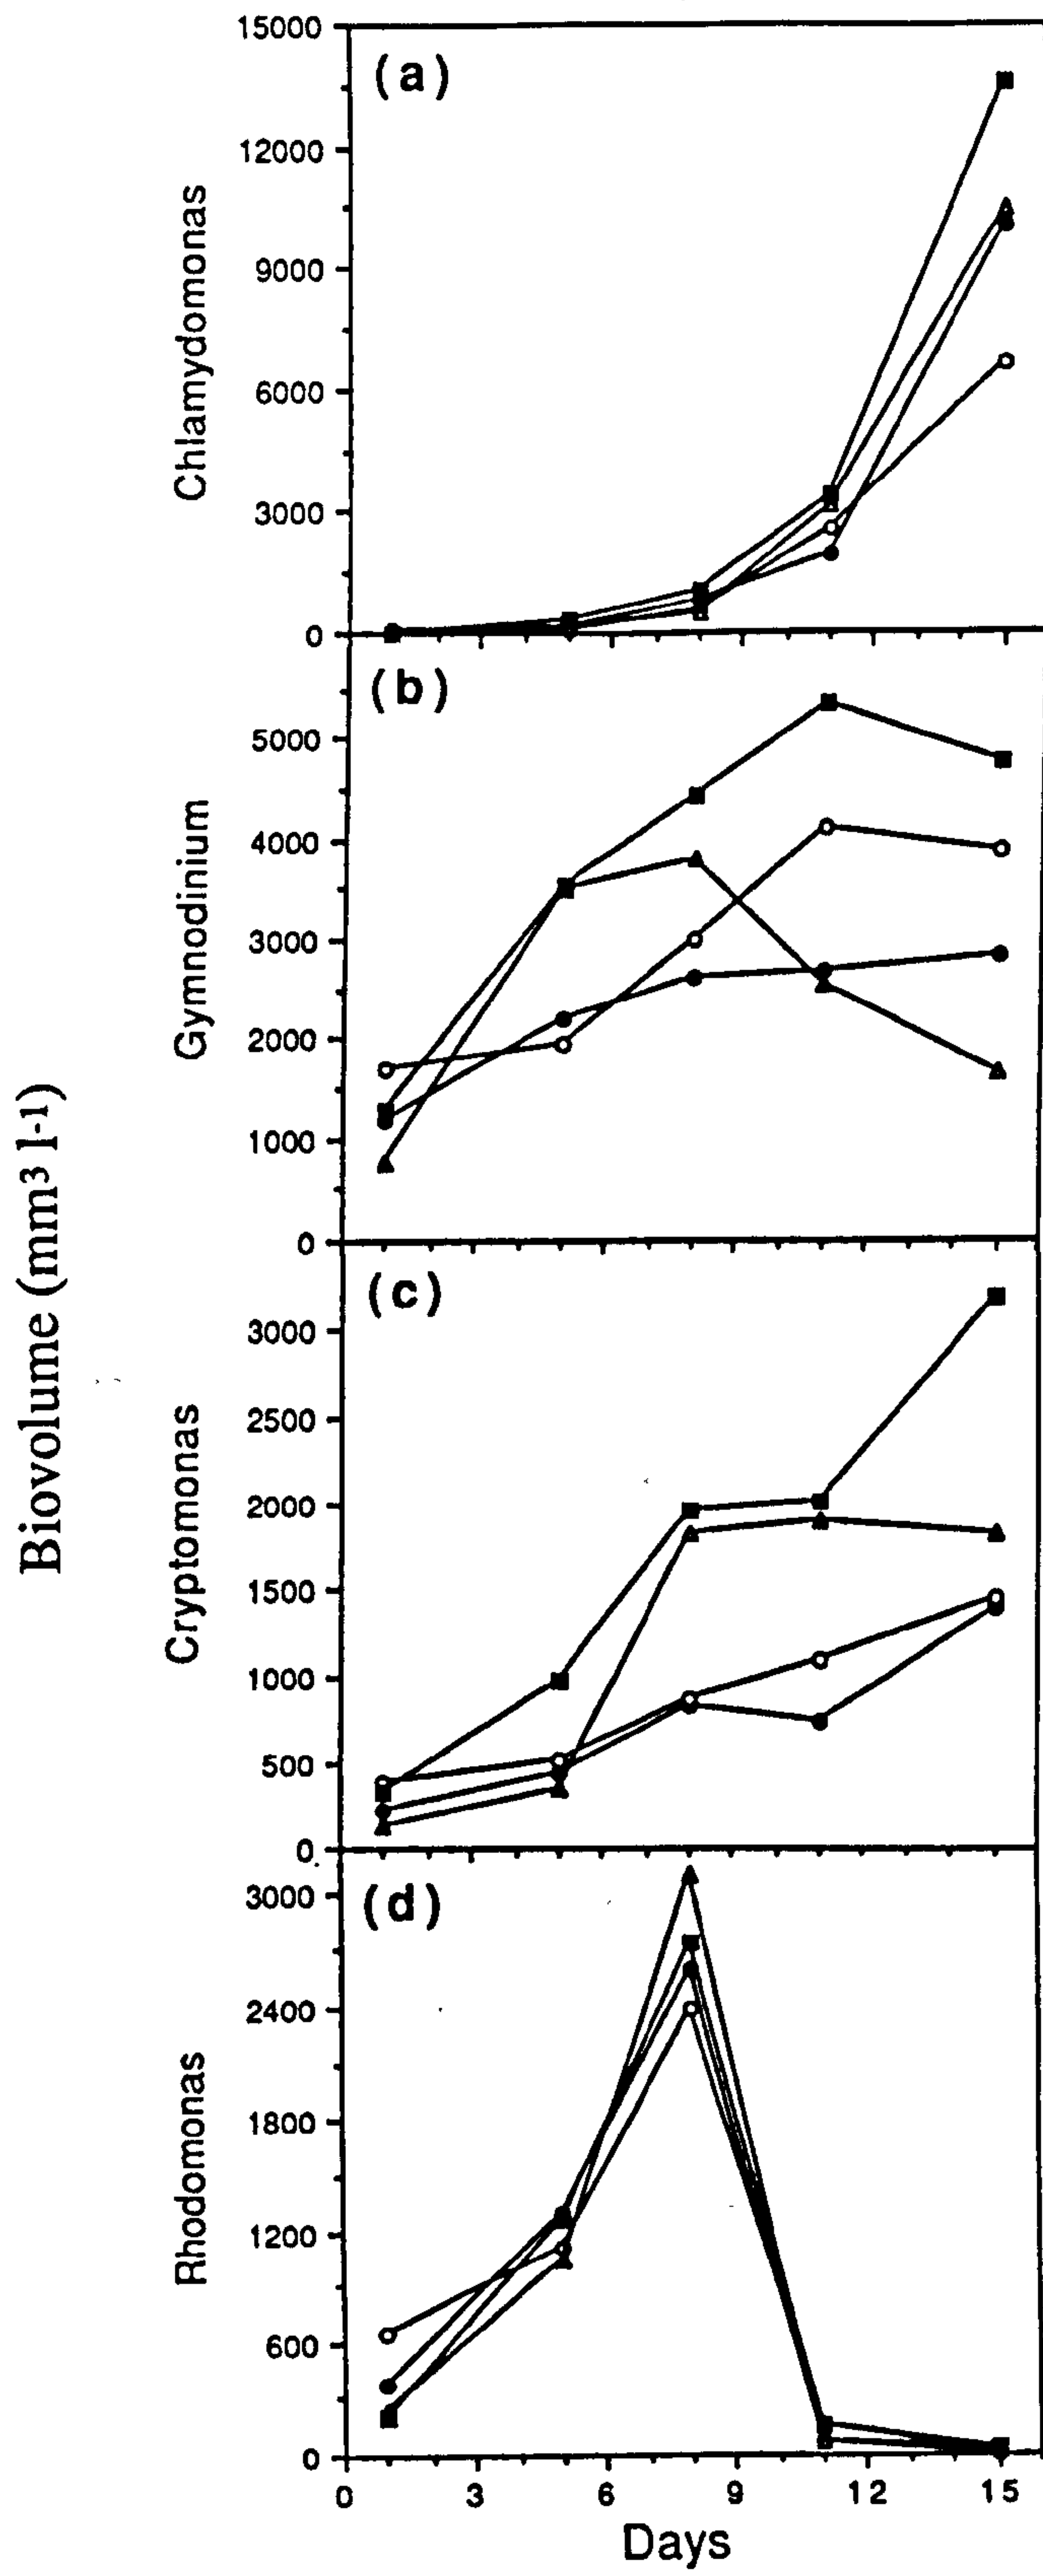 Biovolume (mm³ l-¹)
(a)
Chlamydomonas
15000
12000
9000
6000
3000
0
(b)
Gymnodinium
5000
4000
3000
2000
1000
0
(c)
Cryptomonas
3000
2500
2000
1500
1000
500
0
(d)
Rhodomonas
3000
2400
1800
1200
600
0
0 3 6 9 12 15
Days